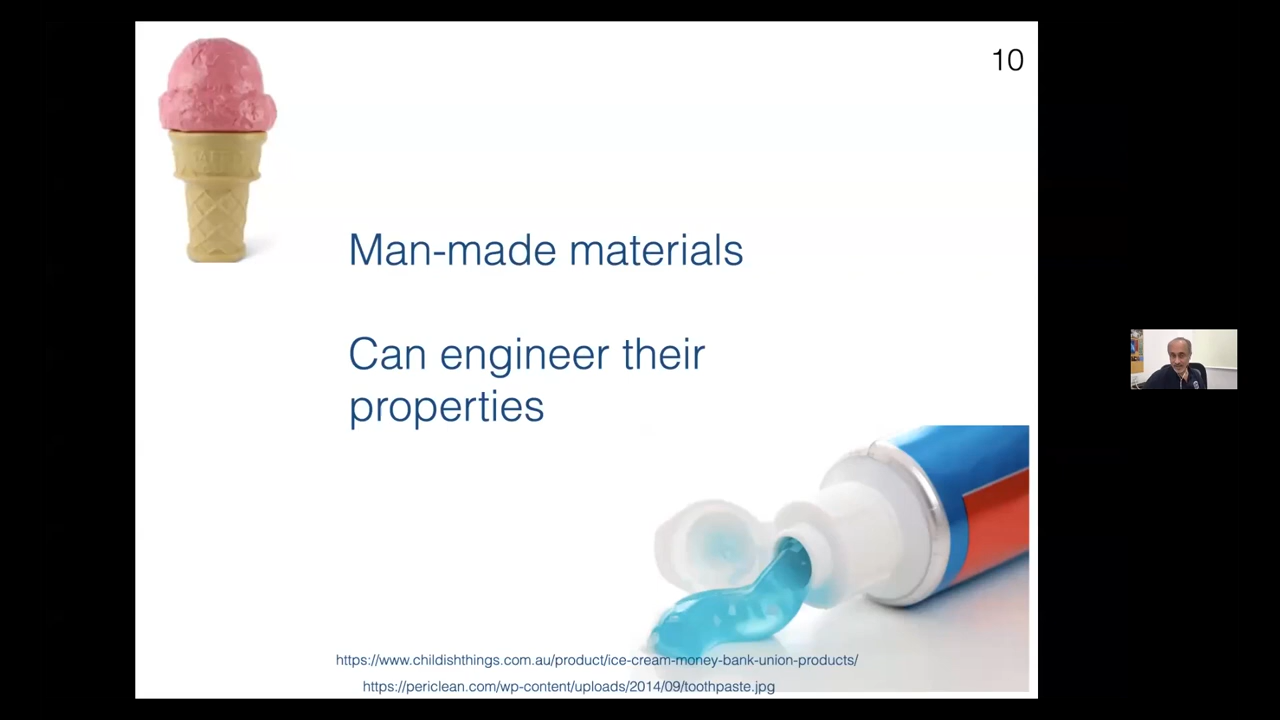 10
Man-made materials
Can engineer their
properties
https://www.childishthings.com.au/product/ice-cream-money-bank-union-products/
https://periclean.com/wp-content/uploads/2014/09/toothpaste.jpg